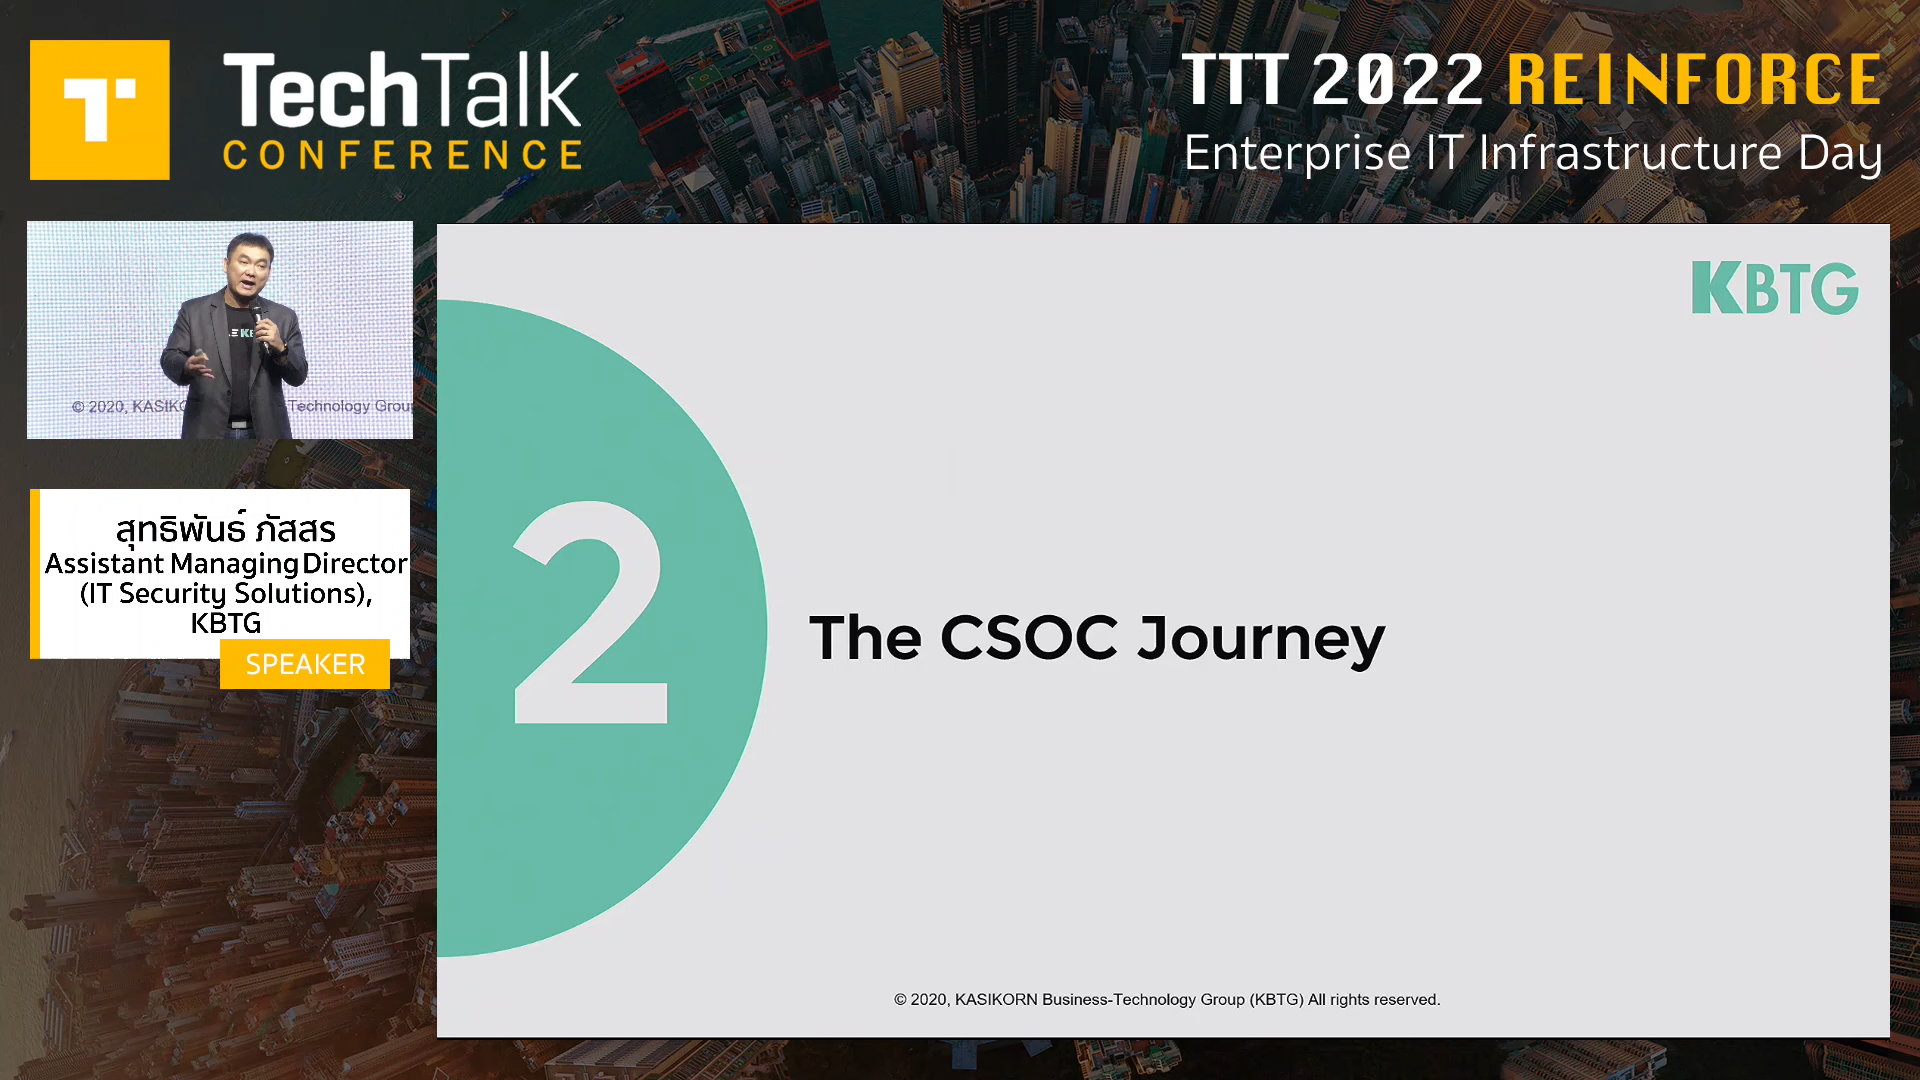 TechTalk
CONFERENCE
TTT 2022 REINFORCE
Enterprise IT Infrastructure Day
KBTG
© 2020, KASIK
Technology Grou
สุทธิพันธ์ ภัสสร
Assistant Managing Director
(IT Security Solutions),
KBTG
SPEAKER
2
The CSOC Journey
© 2020, KASIKORN Business-Technology Group (KBTG) All rights reserved.